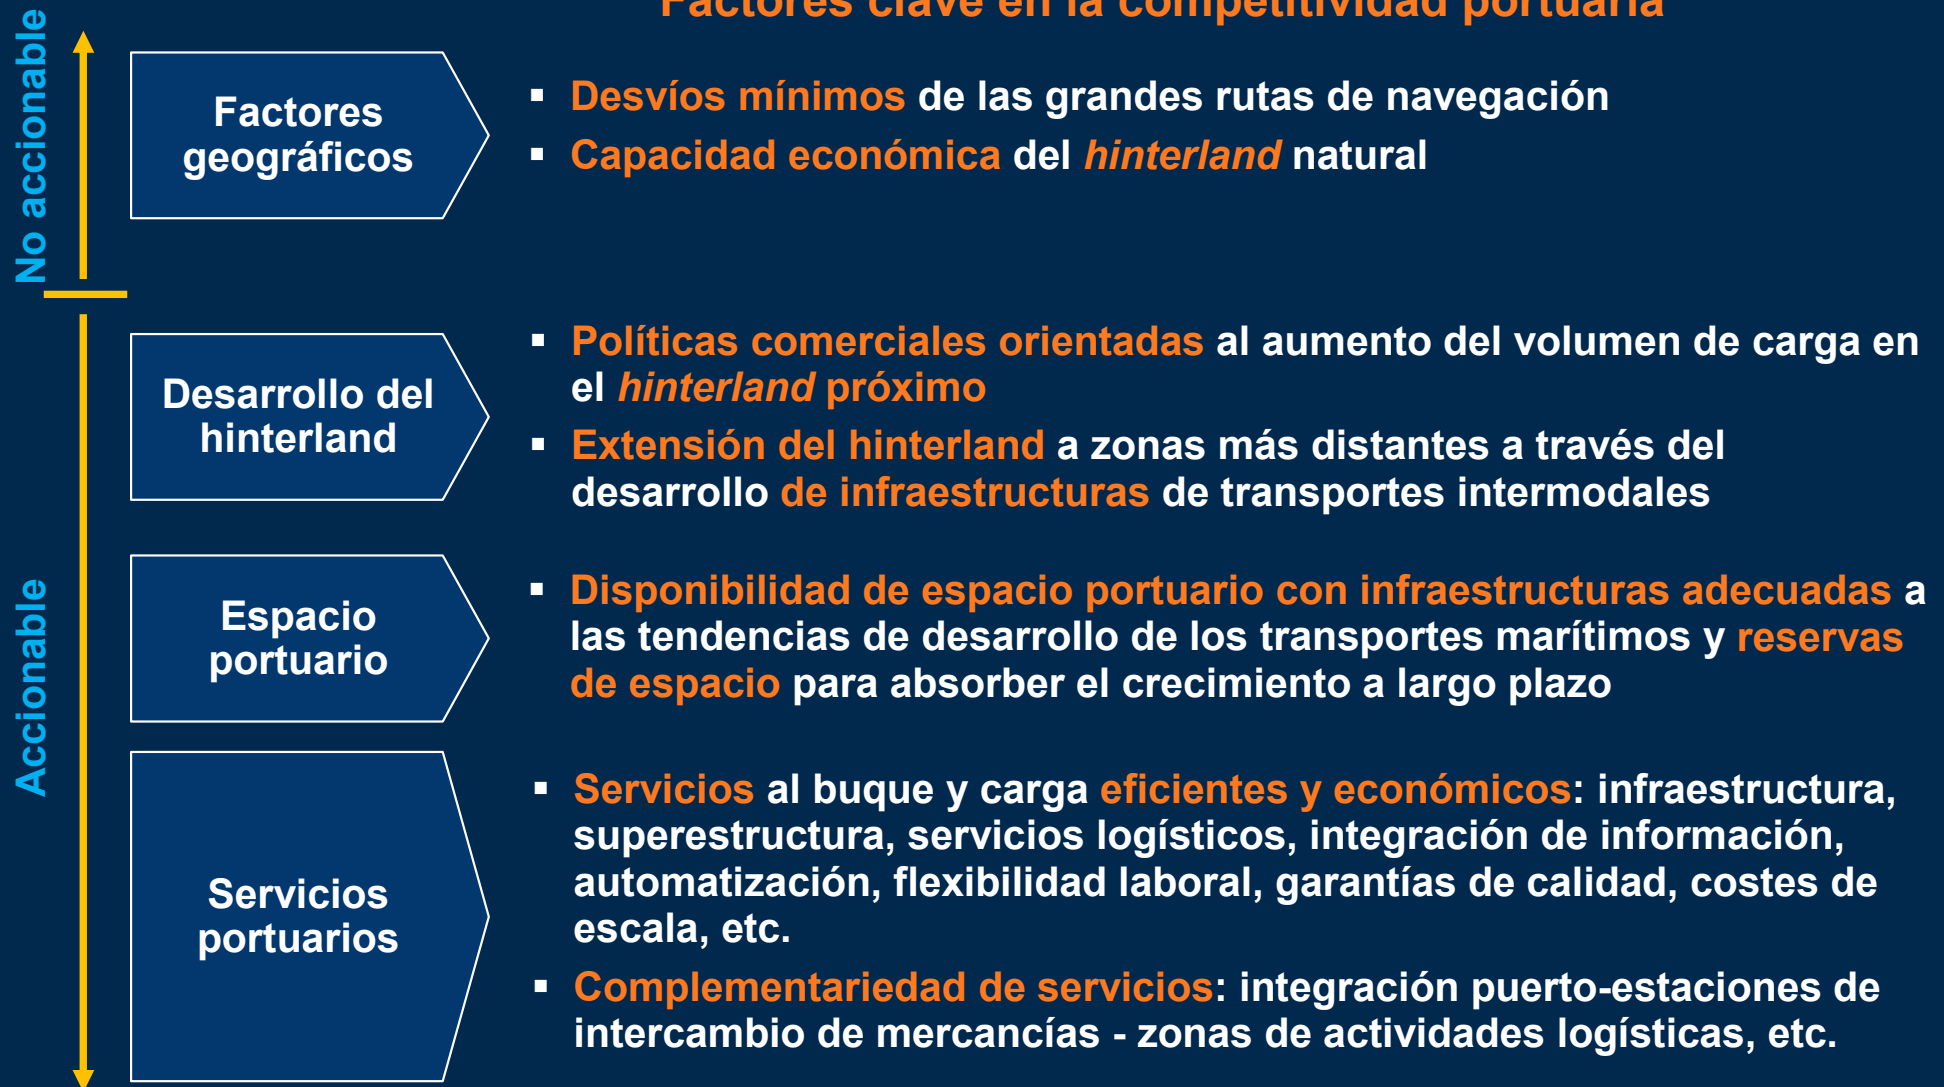 Factores clave en la competitividad portuaria
No accionable
Factores
geográficos
▪ Desvíos mínimos de las grandes rutas de navegación
▪ Capacidad económica del hinterland natural
Accionable
Desarrollo del
hinterland
▪ Políticas comerciales orientadas al aumento del volumen de carga en
el hinterland próximo
▪ Extensión del hinterland a zonas más distantes a través del
desarrollo de infraestructuras de transportes intermodales
Espacio
portuario
▪ Disponibilidad de espacio portuario con infraestructuras adecuadas a
las tendencias de desarrollo de los transportes marítimos y reservas
de espacio para absorber el crecimiento a largo plazo
Servicios
portuarios
▪ Servicios al buque y carga eficientes y económicos: infraestructura,
superestructura, servicios logísticos, integración de información,
automatización, flexibilidad laboral, garantías de calidad, costes de
escala, etc.
▪ Complementariedad de servicios: integración puerto-estaciones de
intercambio de mercancías - zonas de actividades logísticas, etc.